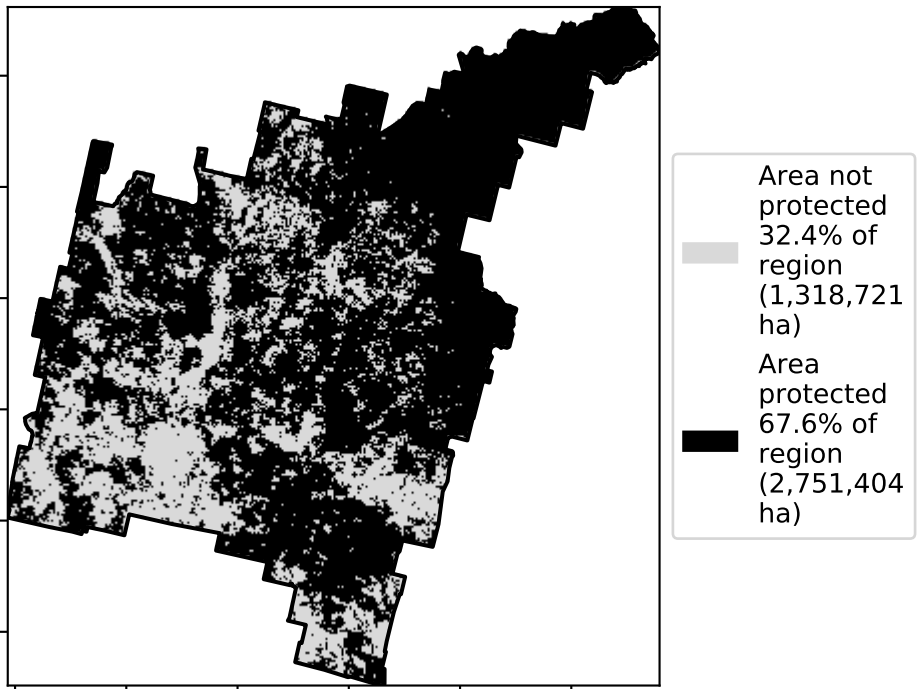 Area not
protected
32.4% of
region
(1,318,721
ha)
Area
protected
67.6% of
region
(2,751,404
ha)